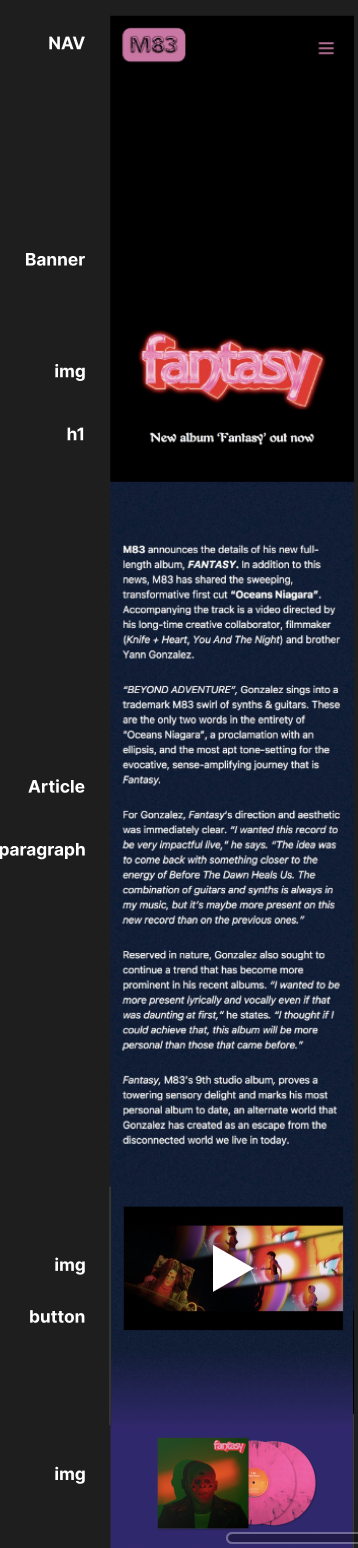 NAV
M83
Banner
img
fantasy
h1
New album 'Fantasy' out now
M83 announces the details of his new full-
length album, FANTASY. In addition to this
news, M83 has shared the sweeping,
transformative first cut “Oceans Niagara”.
Accompanying the track is a video directed by
his long-time creative collaborator, filmmaker
(Knife + Heart, You And The Night) and brother
Yann Gonzalez.
“BEYOND ADVENTURE”, Gonzalez sings into a
trademark M83 swirl of synths & guitars. These
are the only two words in the entirety of
“Oceans Niagara”, a proclamation with an
ellipsis, and the most apt tone-setting for the
evocative, sense-amplifying journey that is
Fantasy.
Article
For Gonzalez, Fantasy's direction and aesthetic
was immediately clear. “I wanted this record to
be very impactful live,” he says. “The idea was
paragraph
to come back with something closer to the
energy of Before The Dawn Heals Us. The
combination of guitars and synths is always in
my music, but it's maybe more present on this
new record than on the previous ones.”
Reserved in nature, Gonzalez also sought to
continue a trend that has become more
prominent in his recent albums. “I wanted to be
more present lyrically and vocally even if that
was daunting at first,” he states. “I thought if I
could achieve that, this album will be more
personal than those that came before.”
Fantasy, M83's 9th studio album, proves a
towering sensory delight and marks his most
personal album to date, an alternate world that
Gonzalez has created as an escape from the
disconnected world we live in today.
img
button
fantasy
img